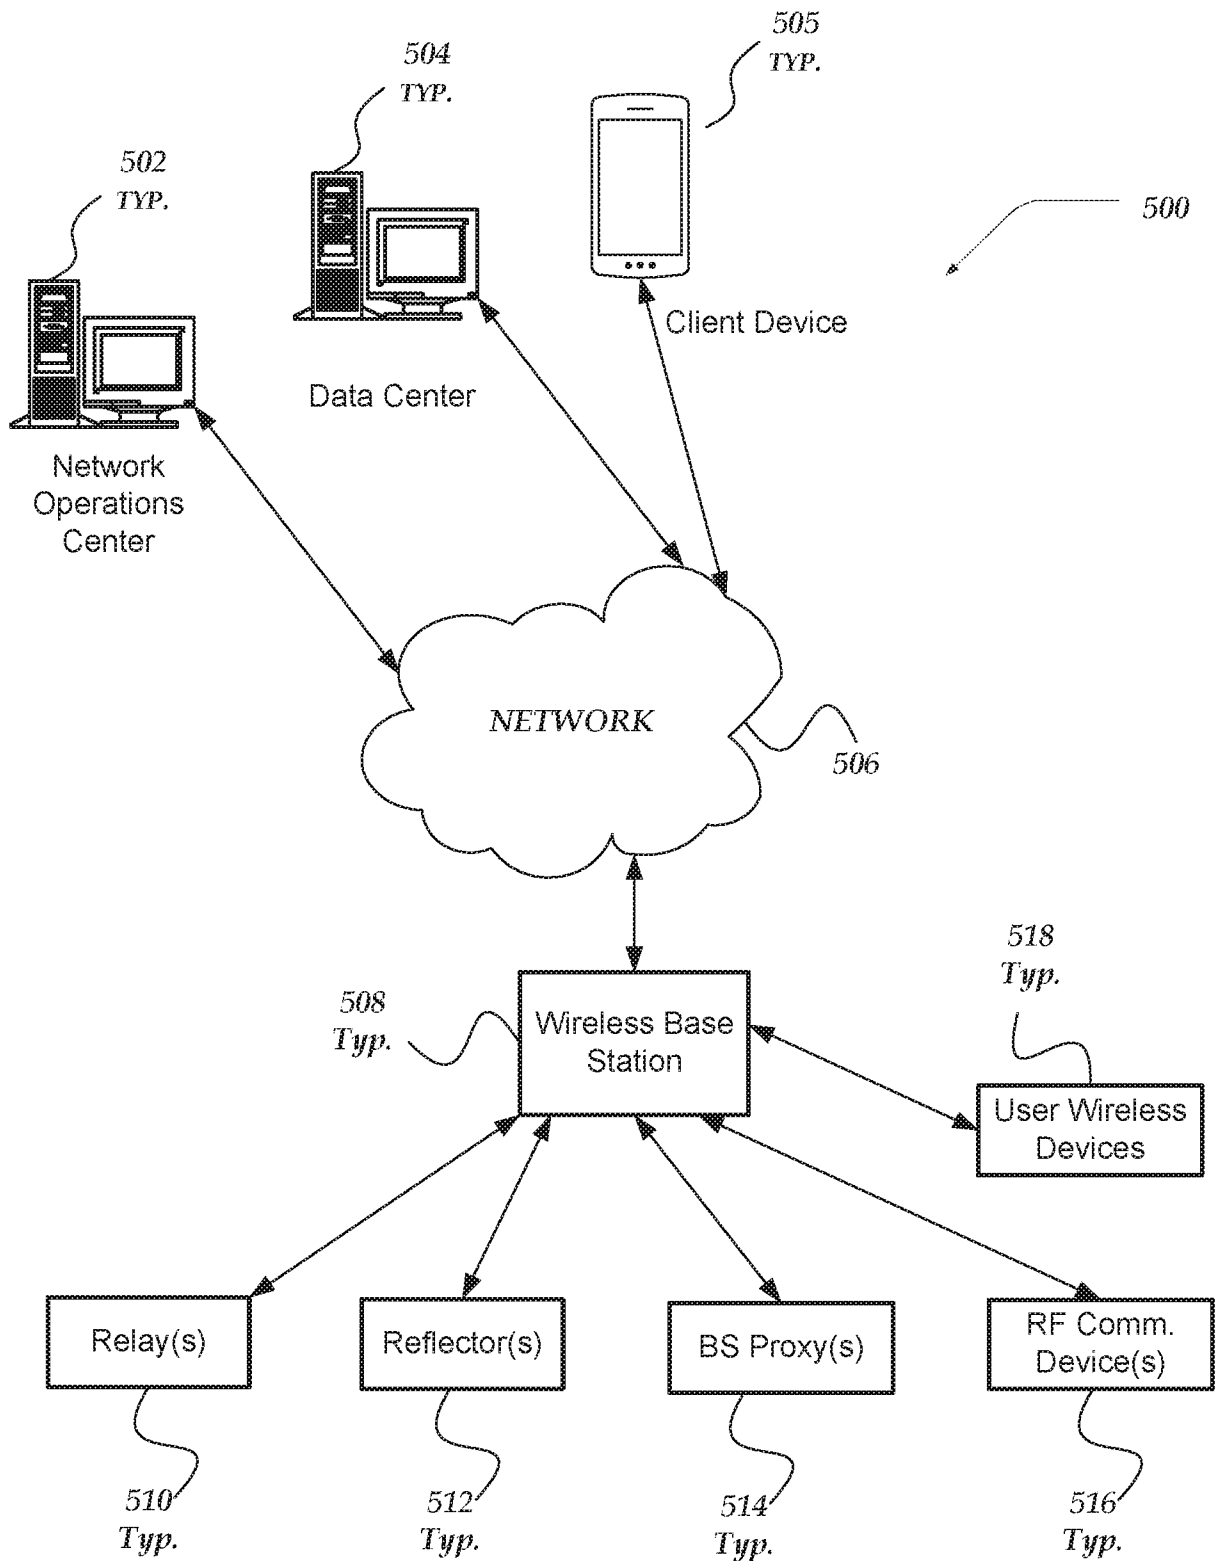 505
TYP.
504
TYP.
502
TYP.
500
Client Device
Data Center
Network
Operations
Center
NETWORK
506
518
Typ.
508
Typ.
Wireless Base
Station
User Wireless
Devices
Relay(s)
Reflector(s)
BS Proxy(s)
RF Comm.
Device(s)
510
Typ.
512
Typ.
514
Typ.
516
Typ.